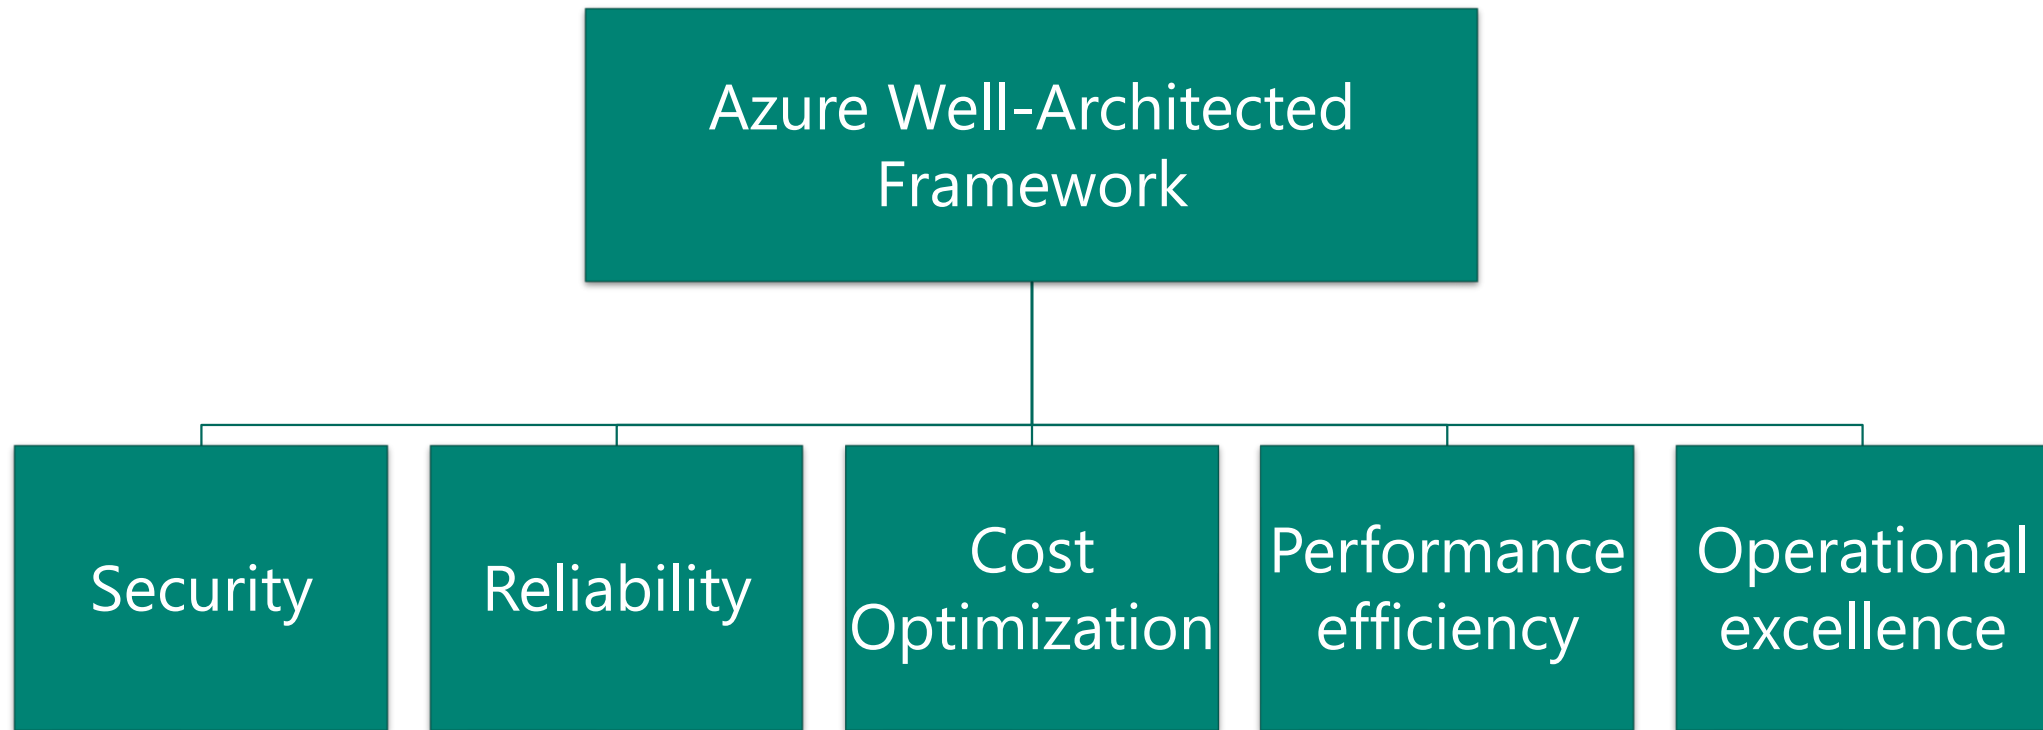 Azure Well-Architected
Framework
Security
Reliability
Cost
Optimization
Performance
efficiency
Operational
excellence